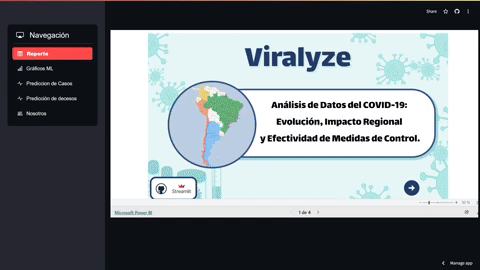 Share
Navegación
Reporte
Gráficos ML
Prediccion de Casos
Predicción de decesos
Nosotros
Viralyze
Análisis de Datos del COVID-19:
Evolución, Impacto Regional
y Efectividad de Medidas de Control.
Streamlit
Microsoft Power BI
1 de 4
Manage app